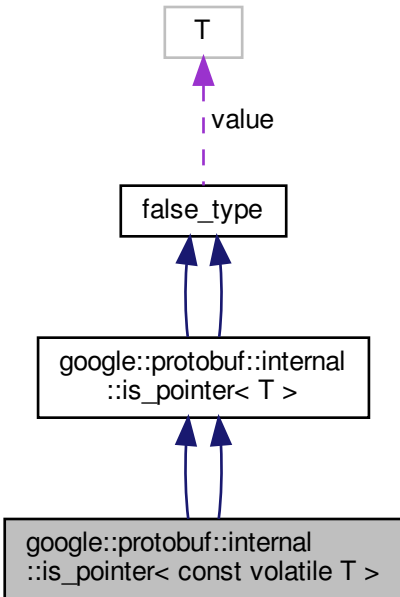 T
value
false_type
google::protobuf::internal
::is_pointer< T >
google::protobuf::internal
::is_pointer< const volatile T >